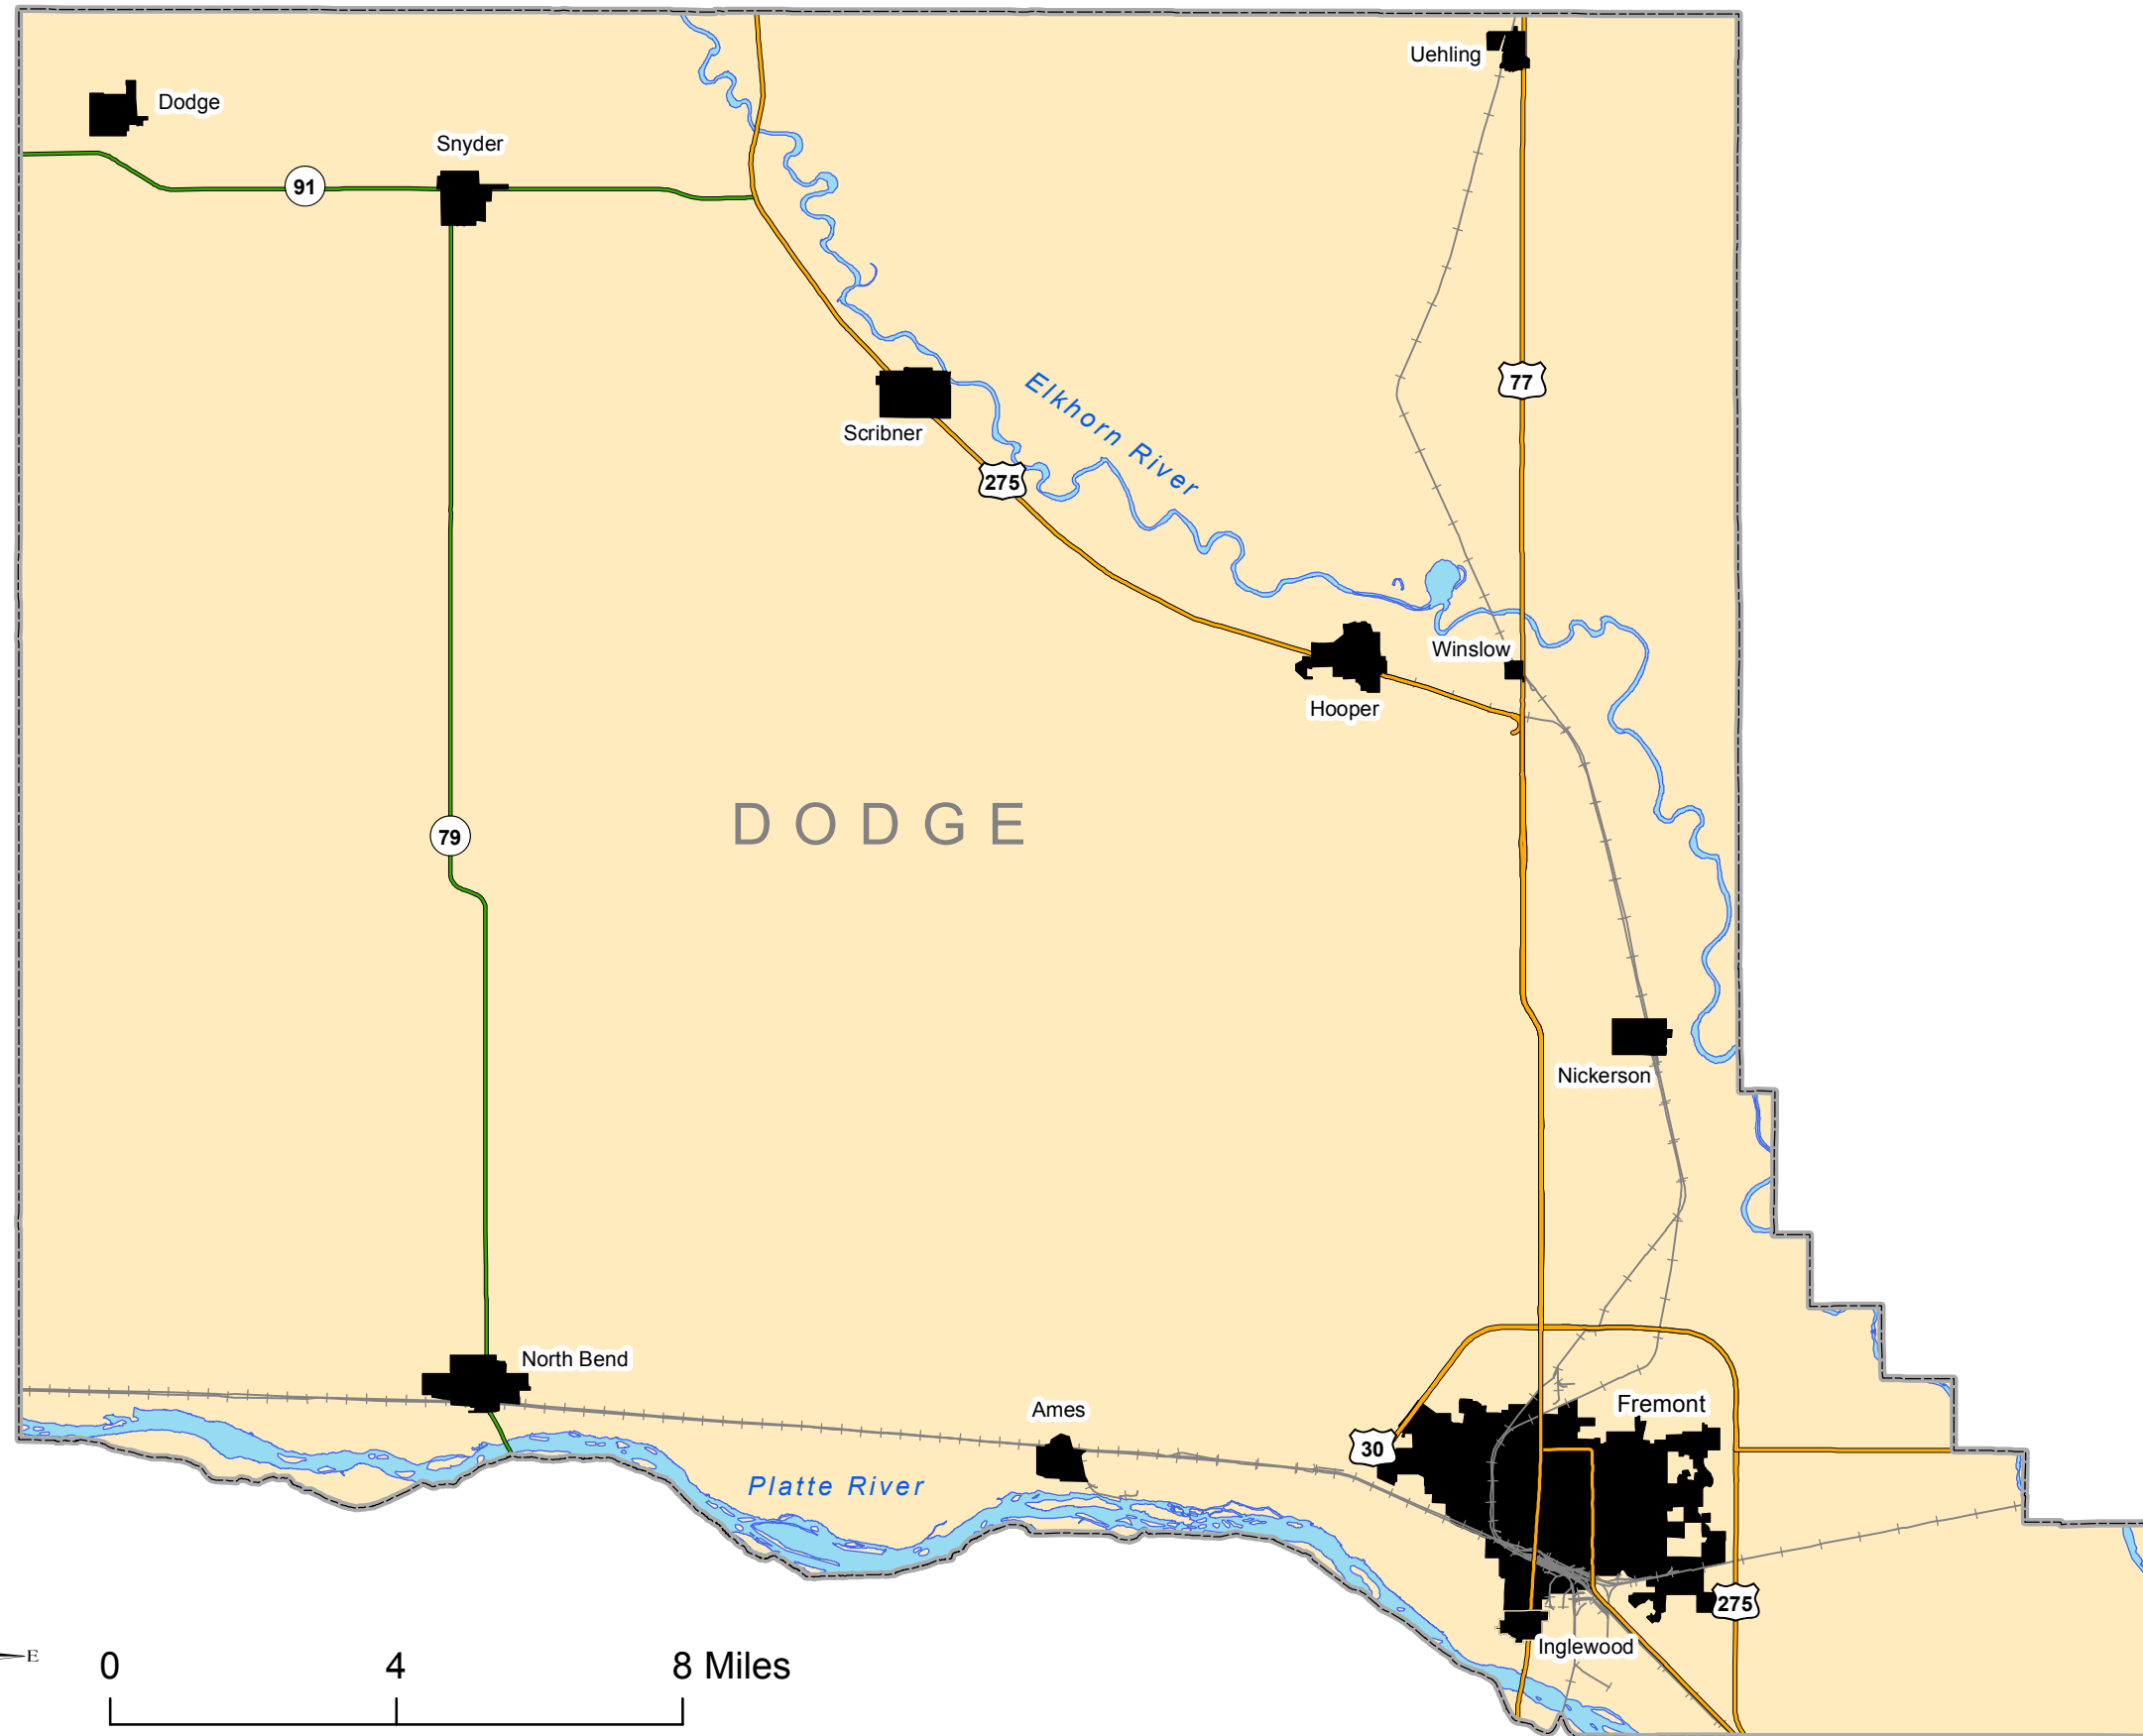 Uehling
Dodge
Snyder
91
77
Elkhorn River
Scribner
275
Winslow
Hooper
DODGE
79
Nickerson
North Bend
Fremont
Ames
30
Platte River
275
Inglewood
E
0 4 8 Miles